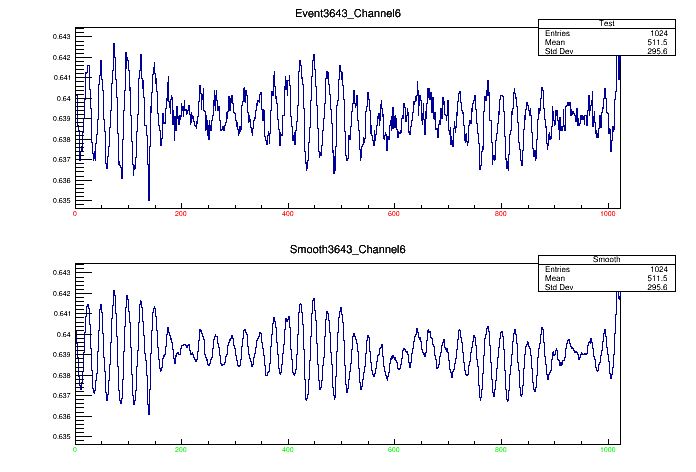 Event3643_Channel6
Test
Entries 1024
Mean 511.5
Std Dev 295.6
0.643
0.642
0.641
0.64
0.639
0.638
0.637
0.636
0.635
0 200 400 600 800 1000
Smooth3643_Channel6
Smooth
Entries 1024
Mean 511.5
Std Dev 295.6
0.643
0.642
0.641
0.64
0.639
0.638
0.637
0.636
0.635
0 200 400 600 800 1000